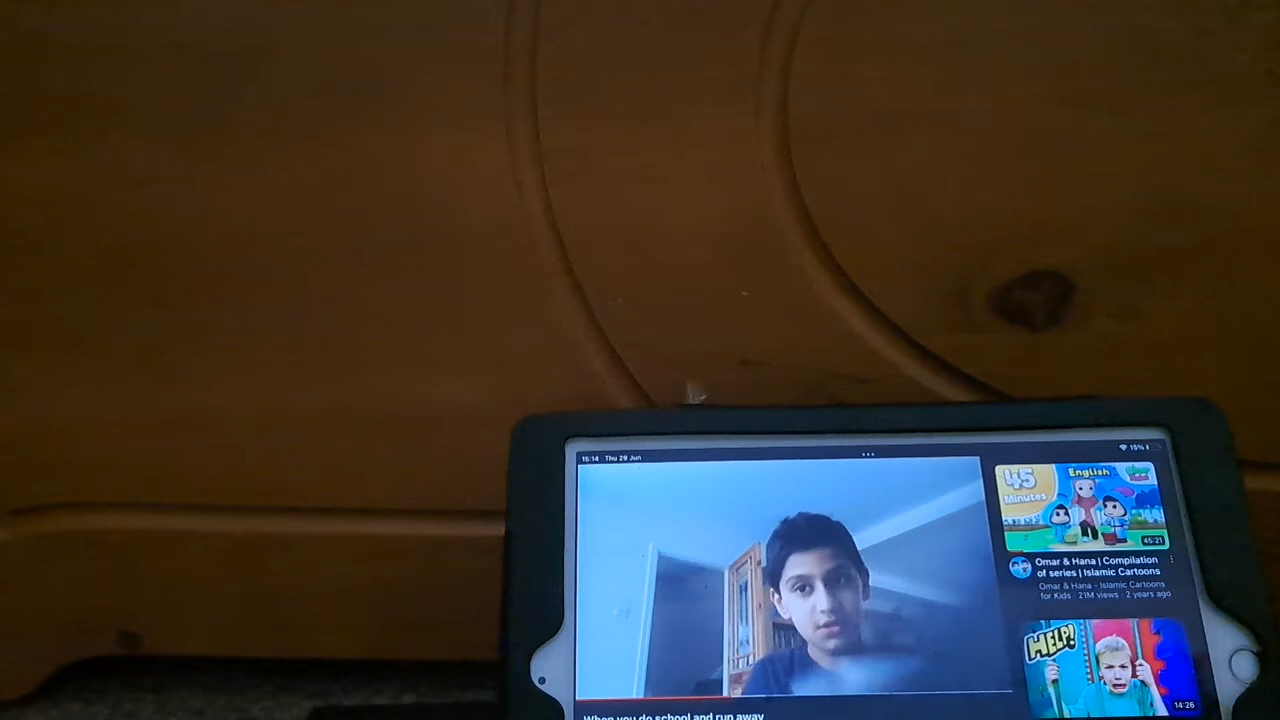 15:14 Thu 29 Jun
15%
45
Minutes
English
45:21
Omar & Hana | Compilation
of series | Islamic Cartoons
Omar & Hana - Islamic Cartoons
for Kids · 21M views · 2 years ago
HELP!
14:26
When you do school and run away